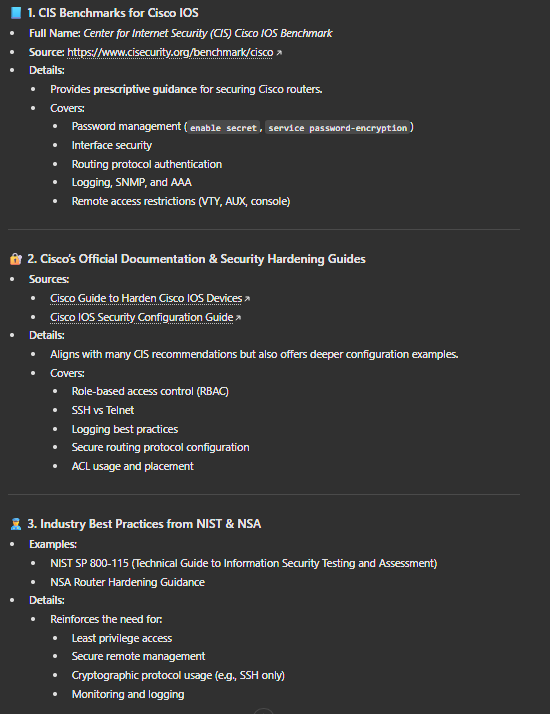 1. CIS Benchmarks for Cisco IOS
Full Name: Center for Internet Security (CIS) Cisco IOS Benchmark
Source: https://www.cisecurity.org/benchmark/cisco
Details:
Provides prescriptive guidance for securing Cisco routers.
Covers:
Password management (enable secret, service password-encryption)
Interface security
Routing protocol authentication
Logging, SNMP, and AAA
Remote access restrictions (VTY, AUX, console)
2. Cisco's Official Documentation & Security Hardening Guides
Sources:
Cisco Guide to Harden Cisco IOS Devices
Cisco IOS Security Configuration Guide
Details:
Aligns with many CIS recommendations but also offers deeper configuration examples.
Covers:
Role-based access control (RBAC)
SSH vs Telnet
Logging best practices
Secure routing protocol configuration
ACL usage and placement
3. Industry Best Practices from NIST & NSA
Examples:
NIST SP 800-115 (Technical Guide to Information Security Testing and Assessment)
NSA Router Hardening Guidance
Details:
Reinforces the need for:
Least privilege access
Secure remote management
Cryptographic protocol usage (e.g., SSH only)
Monitoring and logging